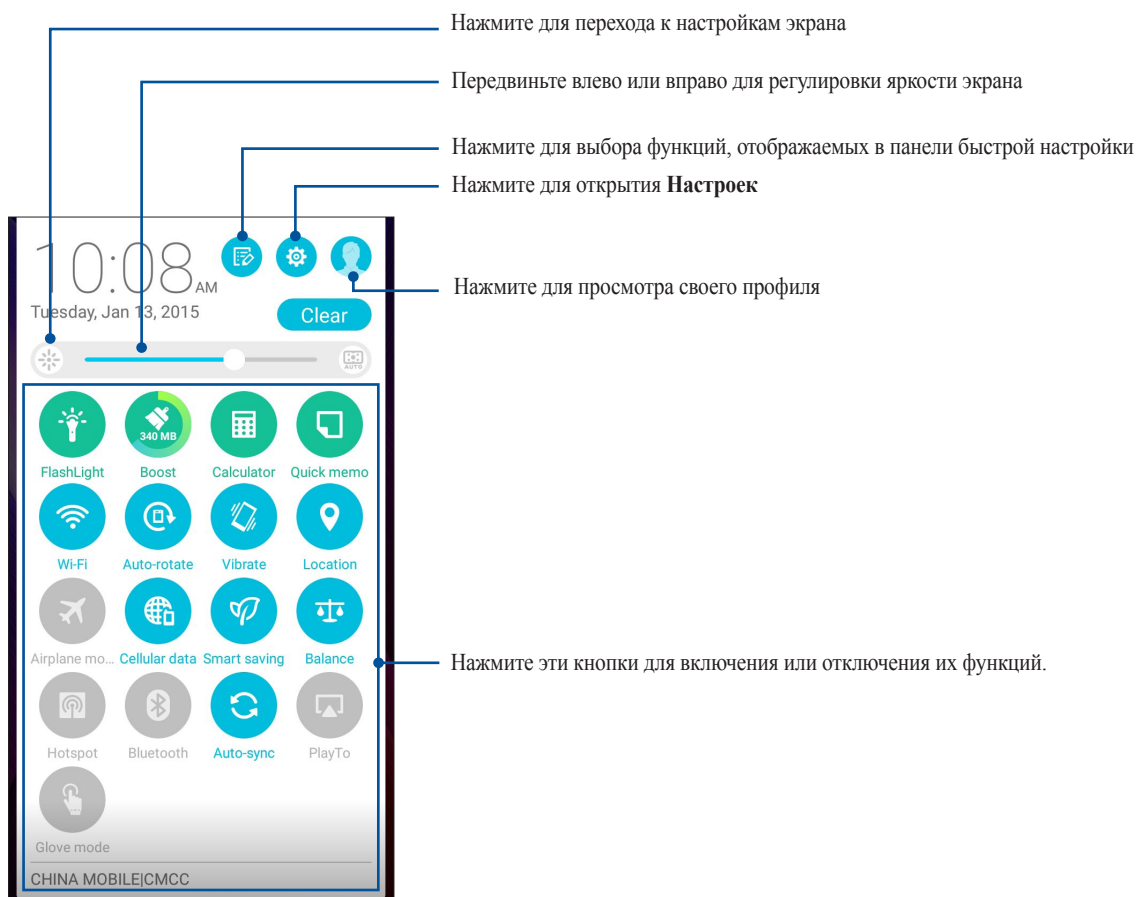 Нажмите для перехода к настройкам экрана
Передвиньте влево или вправо для регулировки яркости экрана
Нажмите для выбора функций, отображаемых в панели быстрой настройки
Нажмите для открытия Настроек
10:08 AM
Tuesday, Jan 13, 2015
Clear
Нажмите для просмотра своего профиля
AUTO
340 MB
FlashLight Boost Calculator Quick memo
Wi-Fi Auto-rotate Vibrate Location
Airplane mo... Cellular data Smart saving Balance
Нажмите эти кнопки для включения или отключения их функций.
Hotspot Bluetooth Auto-sync PlayTo
Glove mode
CHINA MOBILE|CMCC